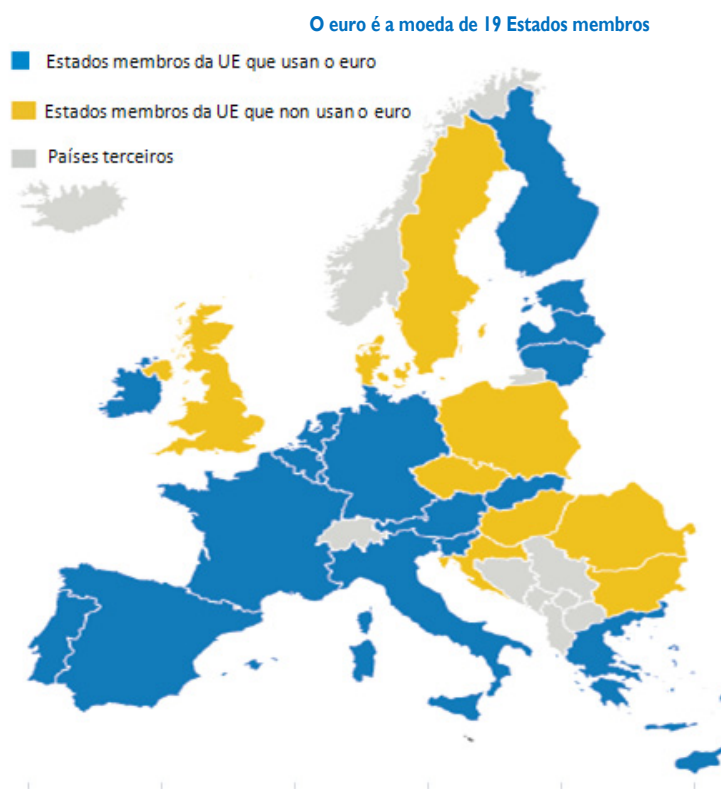 O euro é a moeda de 19 Estados membros
Estados membros da UE que usan o euro
Estados membros da UE que non usan o euro
Países terceiros